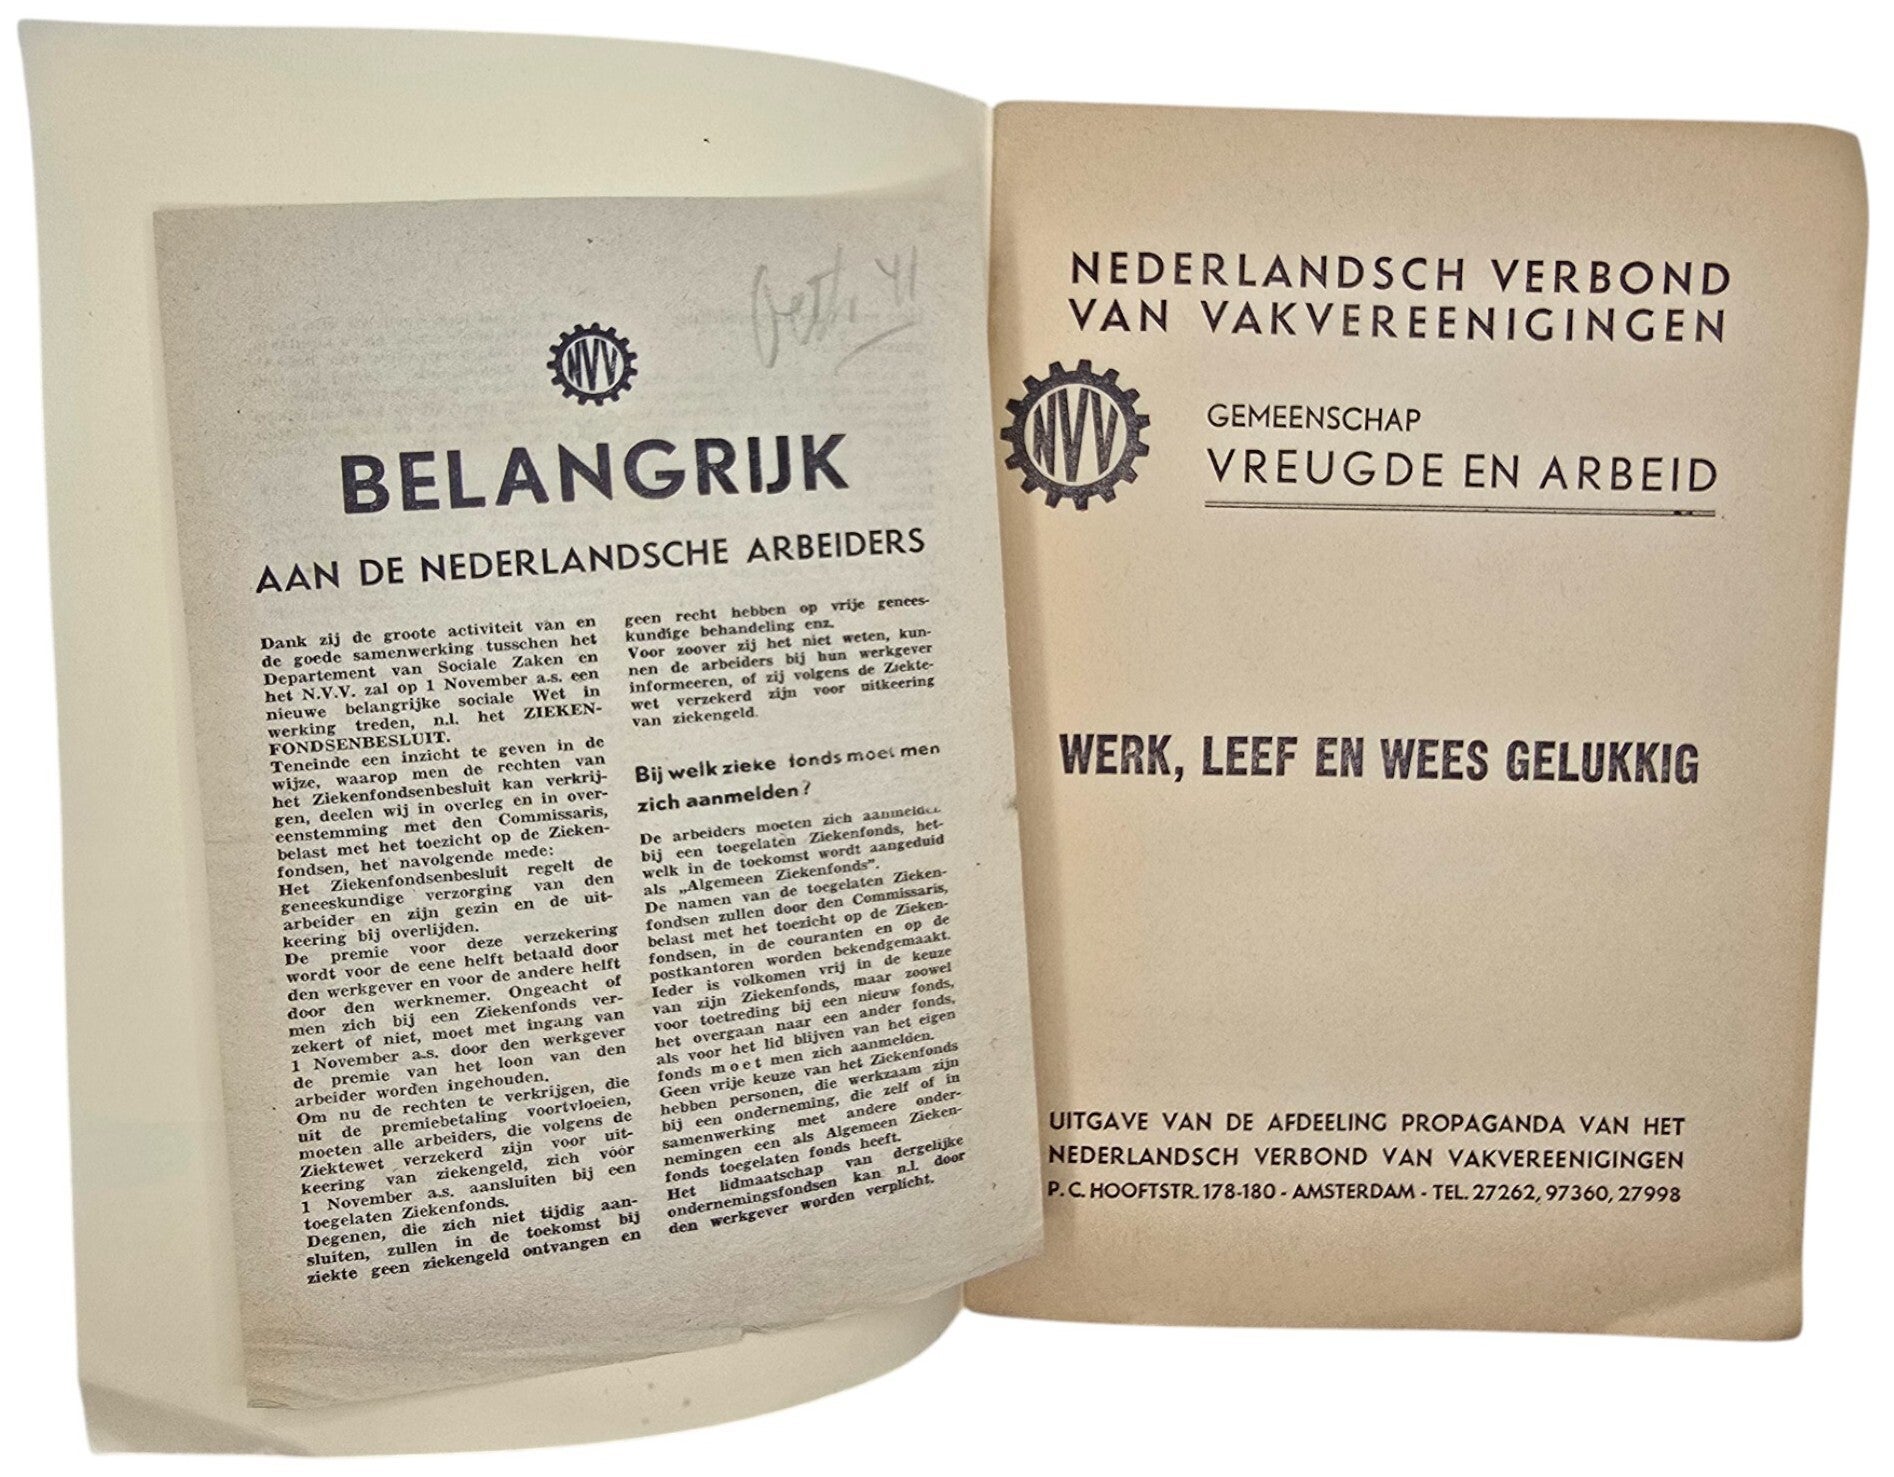 Octb. 41
NVV
BELANGRIJK
AAN DE NEDERLANDSCHE ARBEIDERS
Dank zij de groote activiteit van en
de goede samenwerking tusschen het
Departement van Sociale Zaken en
het N.V.V. zal op 1 November a.s. een
nieuwe belangrijke sociale Wet in
werking treden, n.l. het ZIEKEN-
FONDSENBESLUIT.
Teneinde een inzicht te geven in de
wijze, waarop men de rechten van
het Ziekenfondsenbesluit kan verkrij-
gen, deelen wij in overleg en in over-
eenstemming met den Commissaris,
belast met het toezicht op de Zieken-
fondsen, het navolgende mede:
Het Ziekenfondsenbesluit regelt de
geneeskundige verzorging van den
arbeider en zijn gezin en de uit-
keering bij overlijden.
De premie voor deze verzekering
wordt voor de eene helft betaald door
den werkgever en voor de andere helft
door den werknemer. Ongeacht of
men zich bij een Ziekenfonds ver-
zekert of niet, moet met ingang van
1 November a.s. door den werkgever
de premie van het loon van den
arbeider worden ingehouden.
Om nu de rechten te verkrijgen, die
uit de premiebetaling voortvloeien,
moeten alle arbeiders, die volgens de
Ziektewet verzekerd zijn voor uit-
keering van ziekengeld, zich vóór
1 November a.s. aansluiten bij een
toegelaten Ziekenfonds.
Degenen, die zich niet tijdig aan-
sluiten, zullen in de toekomst bij
ziekte geen ziekengeld ontvangen en
geen recht hebben op vrije genees-
kundige behandeling enz.
Voor zoover zij het niet weten, kun-
nen de arbeiders bij hun werkgever
informeeren, of zij volgens de Ziekte-
wet verzekerd zijn voor uitkeering
van ziekengeld.
Bij welk zieke fonds moet men
zich aanmelden?
De arbeiders moeten zich aanmelden
bij een toegelaten Ziekenfonds, het-
welk in de toekomst wordt aangeduid
als „Algemeen Ziekenfonds".
De namen van de toegelaten Zieken-
fondsen zullen door den Commissaris,
belast met het toezicht op de Zieken-
fondsen, in de couranten en op de
postkantoren worden bekendgemaakt.
Ieder is volkomen vrij in de keuze
van zijn Ziekenfonds, maar zoowel
voor toetreding bij een nieuw fonds,
het overgaan naar een ander fonds,
als voor het lid blijven van het eigen
fonds moet men zich aanmelden.
Geen vrije keuze van het Ziekenfonds
hebben personen, die werkzaam zijn
bij een onderneming, die zelf of in
samenwerking met andere onder-
nemingen een als Algemeen Zieken-
fonds toegelaten fonds heeft.
Het lidmaatschap van dergelijke
ondernemingsfondsen kan n.l. door
den werkgever worden verplicht.
NEDERLANDSCH VERBOND
VAN VAKVEREENIGINGEN
NVV
GEMEENSCHAP
VREUGDE EN ARBEID
WERK, LEEF EN WEES GELUKKIG
UITGAVE VAN DE AFDEELING PROPAGANDA VAN HET
NEDERLANDSCH VERBOND VAN VAKVEREENIGINGEN
P.C. HOOFTSTR. 178-180 - AMSTERDAM - TEL. 27262, 97360, 27998